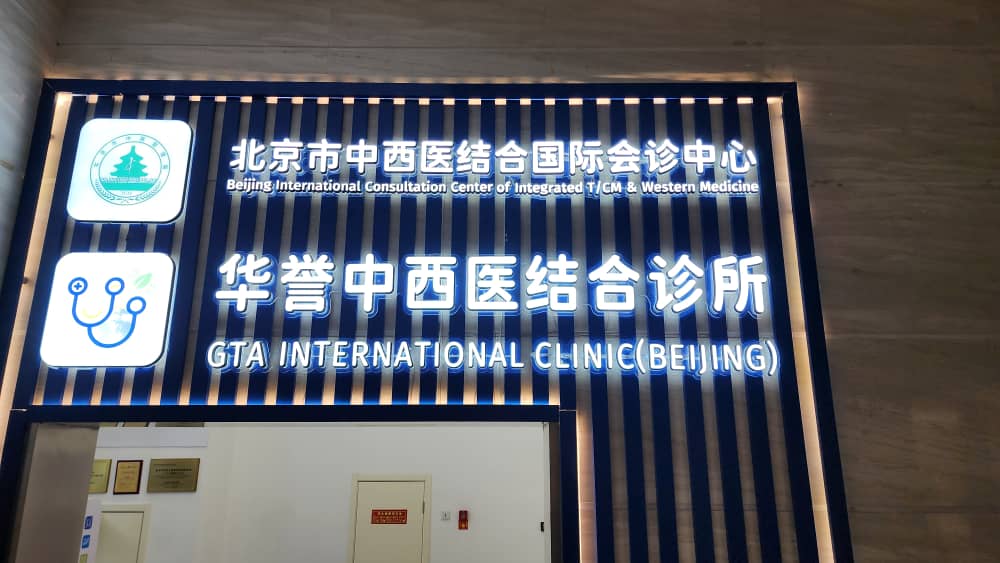 北京市中西医结合国际会诊中心
Beijing International Consultation Center of Integrated T/CM & Western Medicine
华誉中西医结合诊所
GTA INTERNATIONAL CLINIC(BEIJING)